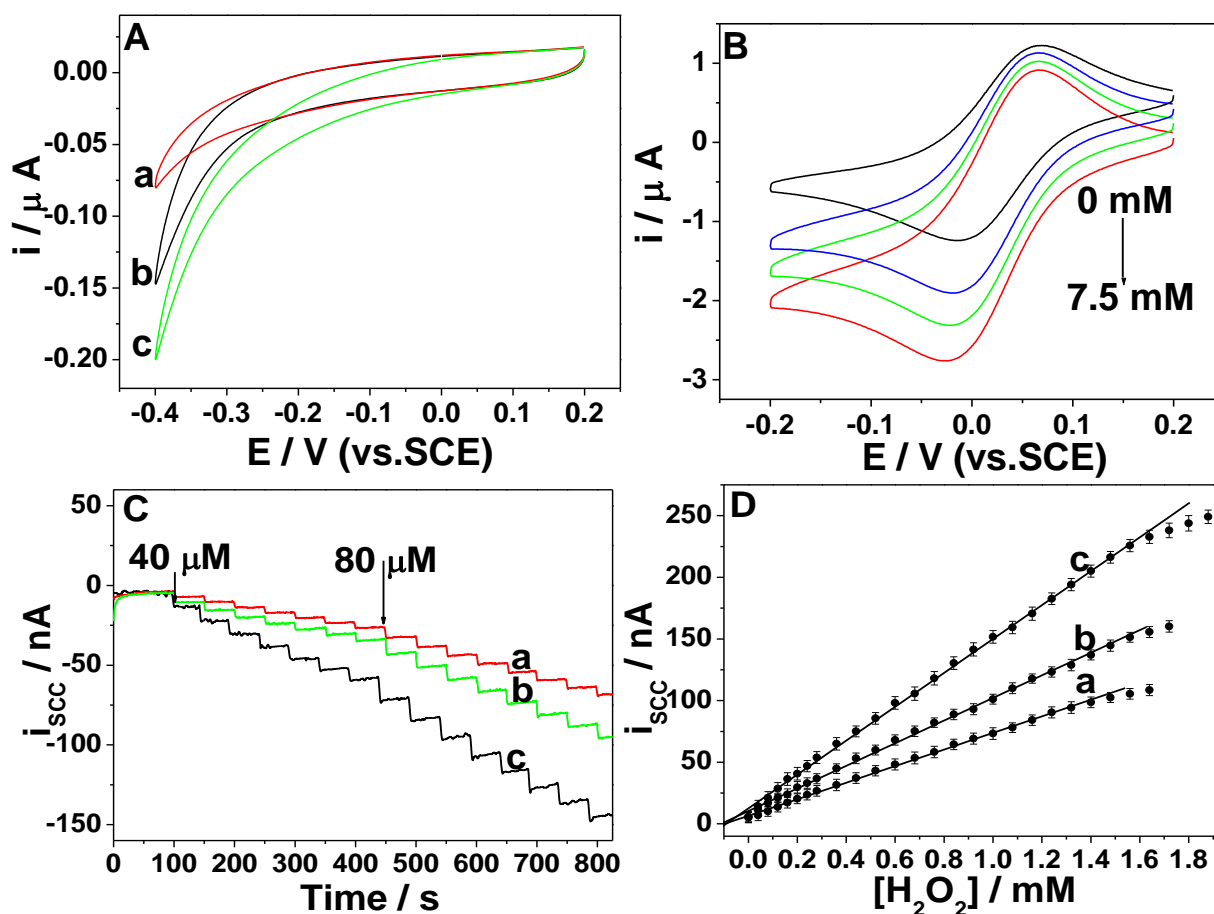 A
0.00
-0.05
-0.10
-0.15
-0.20
i / μ A
a
b
c
-0.4 -0.3 -0.2 -0.1 0.0 0.1 0.2
E / V (vs.SCE)
B
1
0
-1
-2
-3
i / μ A
0 mM
7.5 mM
-0.2 -0.1 0.0 0.1 0.2
E / V (vs.SCE)
C
50
0
-50
-100
-150
i_scc / nA
40 μM
80 μM
a
b
c
0 100 200 300 400 500 600 700 800
Time / s
D
250
200
150
100
50
0
i_scc / nA
c
b
a
0.0 0.2 0.4 0.6 0.8 1.0 1.2 1.4 1.6 1.8
[H₂O₂] / mM